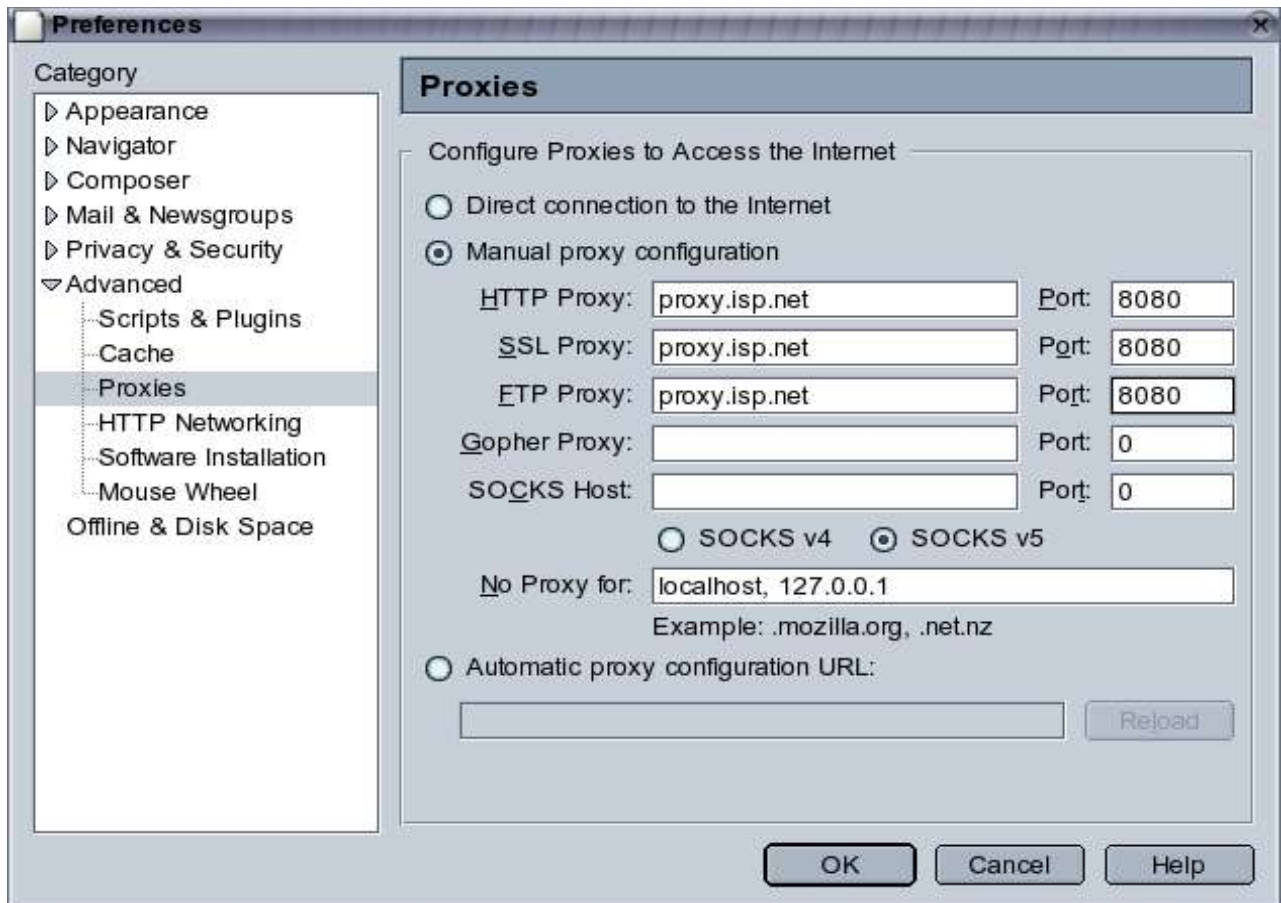 Preferences
Category
Appearance
Navigator
Composer
Mail & Newsgroups
Privacy & Security
Advanced
Scripts & Plugins
Cache
Proxies
HTTP Networking
Software Installation
Mouse Wheel
Offline & Disk Space
Proxies
Configure Proxies to Access the Internet
Direct connection to the Internet
Manual proxy configuration
HTTP Proxy: proxy.isp.net Port: 8080
SSL Proxy: proxy.isp.net Port: 8080
FTP Proxy: proxy.isp.net Port: 8080
Gopher Proxy: Port: 0
SOCKS Host: Port: 0
SOCKS v4 SOCKS v5
No Proxy for: localhost, 127.0.0.1
Example: .mozilla.org, .net.nz
Automatic proxy configuration URL:
Reload
OK Cancel Help